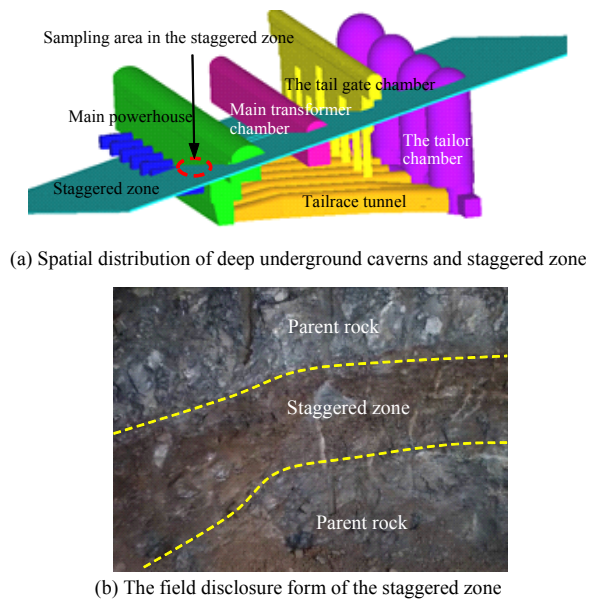 Sampling area in the staggered zone
The tail gate chamber
Main powerhouse
Main transformer
chamber
The tailor
chamber
Staggered zone
Tailrace tunnel
(a) Spatial distribution of deep underground caverns and staggered zone
Parent rock
Staggered zone
Parent rock
(b) The field disclosure form of the staggered zone